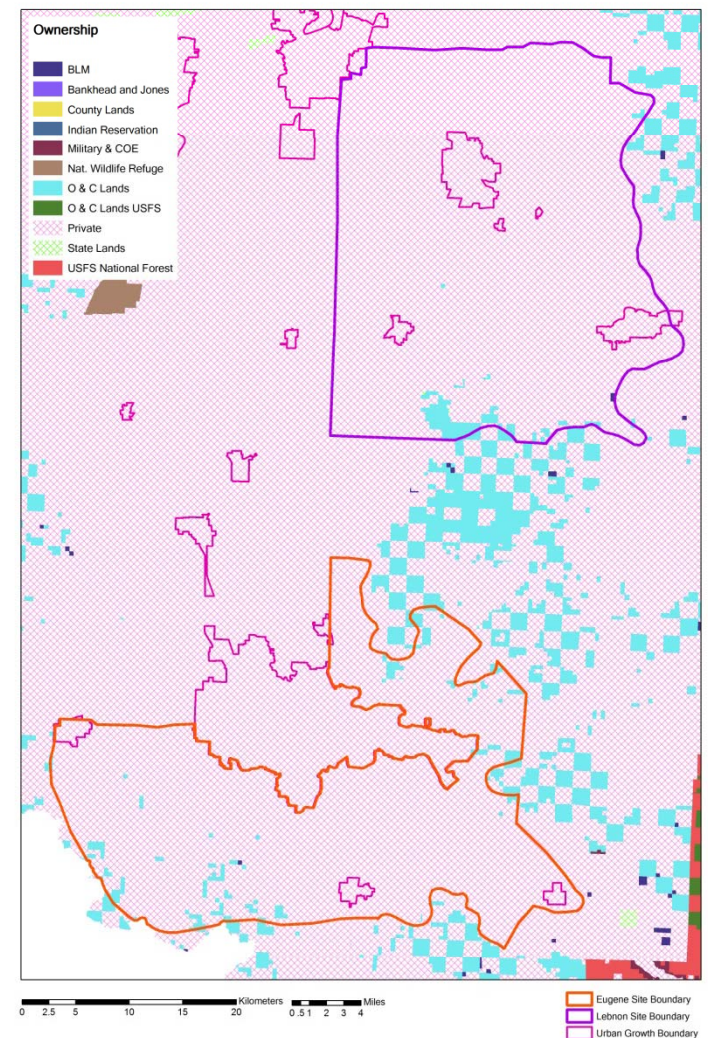 Ownership
BLM
Bankhead and Jones
County Lands
Indian Reservation
Military & COE
Nat. Wildlife Refuge
O & C Lands
O & C Lands USFS
Private
State Lands
USFS National Forest
Kilometers
0 2.5 5 10 15 20
Miles
0.5 1 2 3 4
Eugene Site Boundary
Lebnon Site Boundary
Urban Growth Boundary